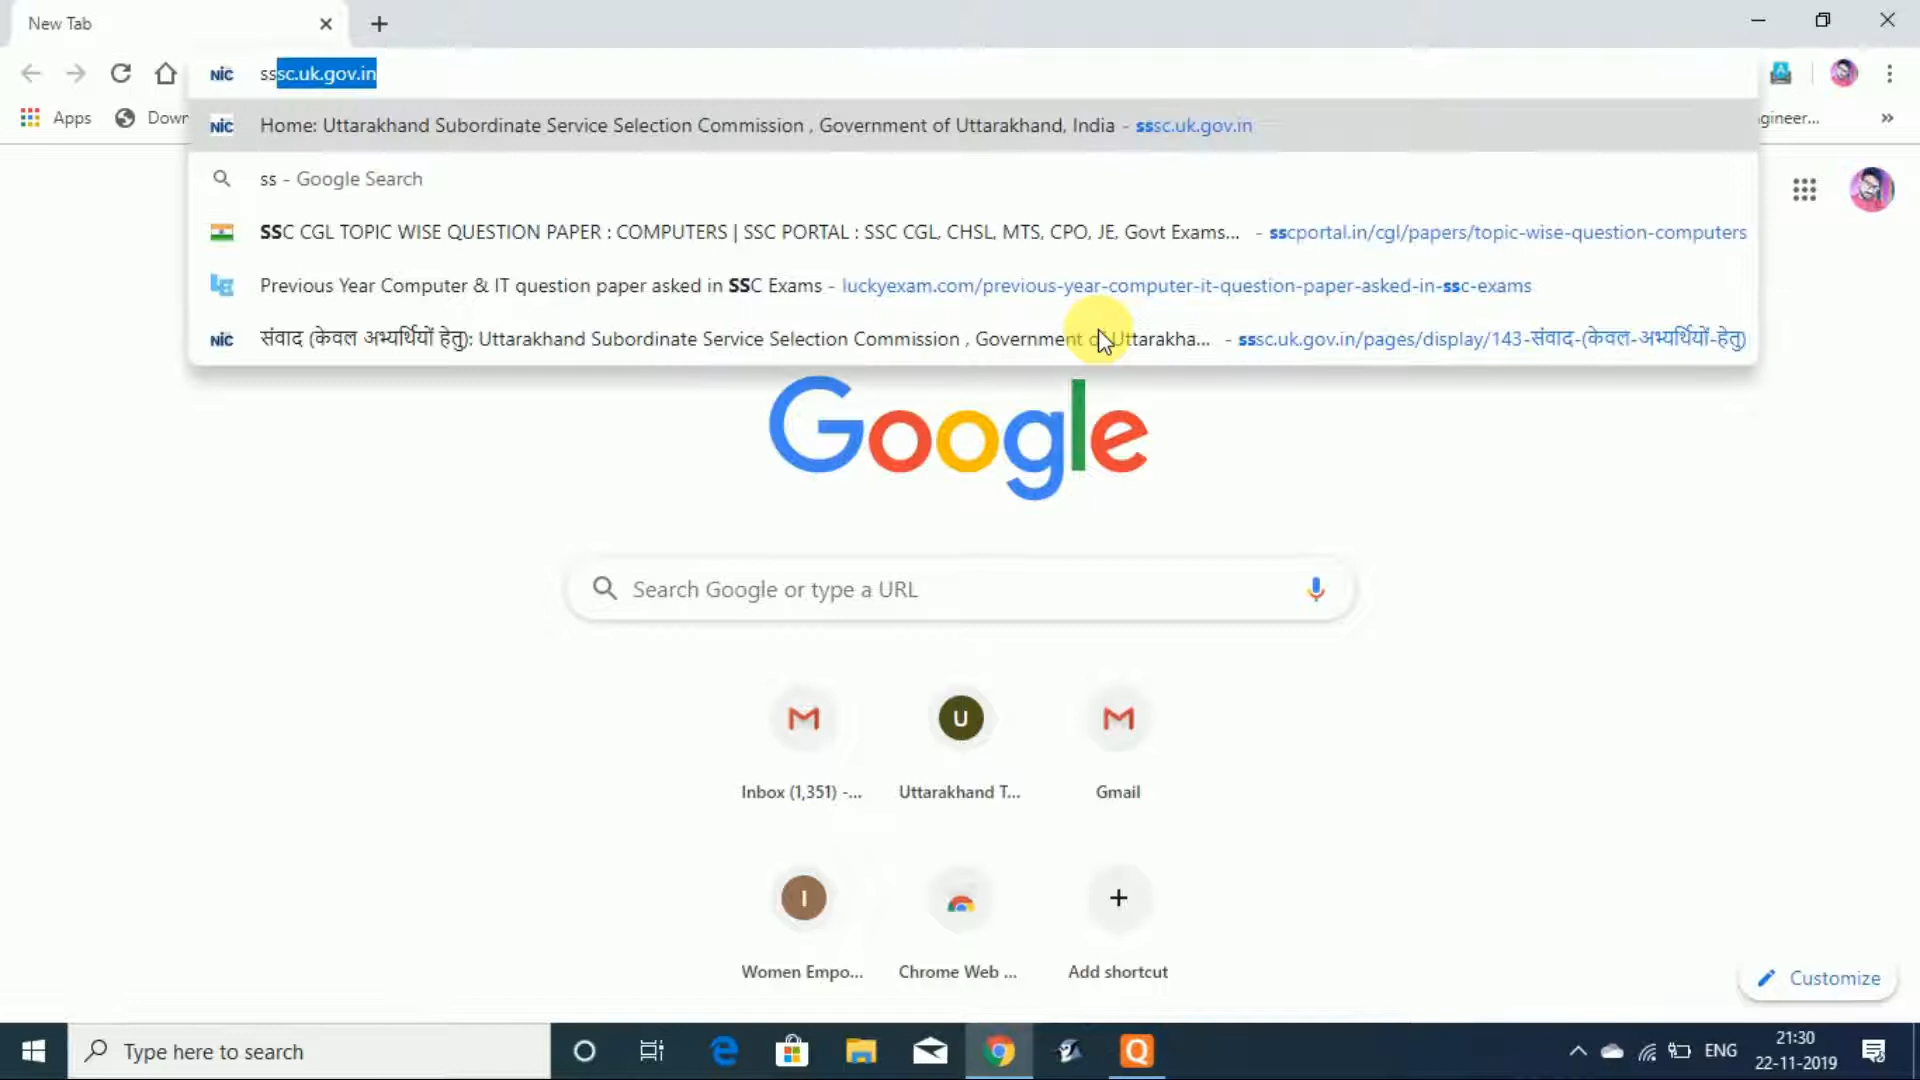 New Tab
NIC sssc.uk.gov.in
Apps Down
NIC Home: Uttarakhand Subordinate Service Selection Commission , Government of Uttarakhand, India - sssc.uk.gov.in
gineer... »
ss - Google Search
SSC CGL TOPIC WISE QUESTION PAPER : COMPUTERS | SSC PORTAL : SSC CGL, CHSL, MTS, CPO, JE, Govt Exams... - sscportal.in/cgl/papers/topic-wise-question-computers
Previous Year Computer & IT question paper asked in SSC Exams - luckyexam.com/previous-year-computer-it-question-paper-asked-in-ssc-exams
NIC संवाद (केवल अभ्यर्थियों हेतु): Uttarakhand Subordinate Service Selection Commission , Government of Uttarakha... - sssc.uk.gov.in/pages/display/143-संवाद-(केवल-अभ्यर्थियों-हेतु)
Google
Search Google or type a URL
U
Inbox (1,351) -... Uttarakhand T... Gmail
I
Women Empo... Chrome Web ... Add shortcut
Customize
Type here to search
ENG
21:30
22-11-2019